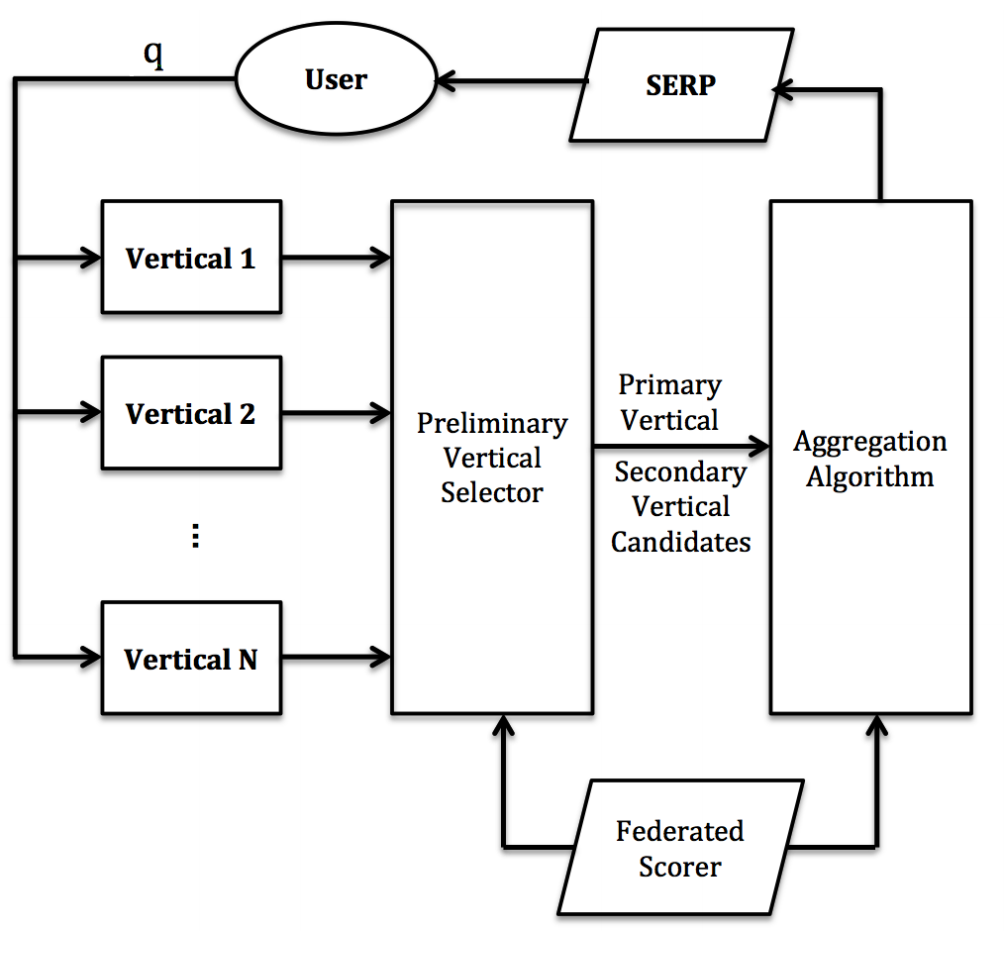 q
User
SERP
Vertical 1
Vertical 2
...
Vertical N
Preliminary
Vertical
Selector
Primary
Vertical
Secondary
Vertical
Candidates
Aggregation
Algorithm
Federated
Scorer